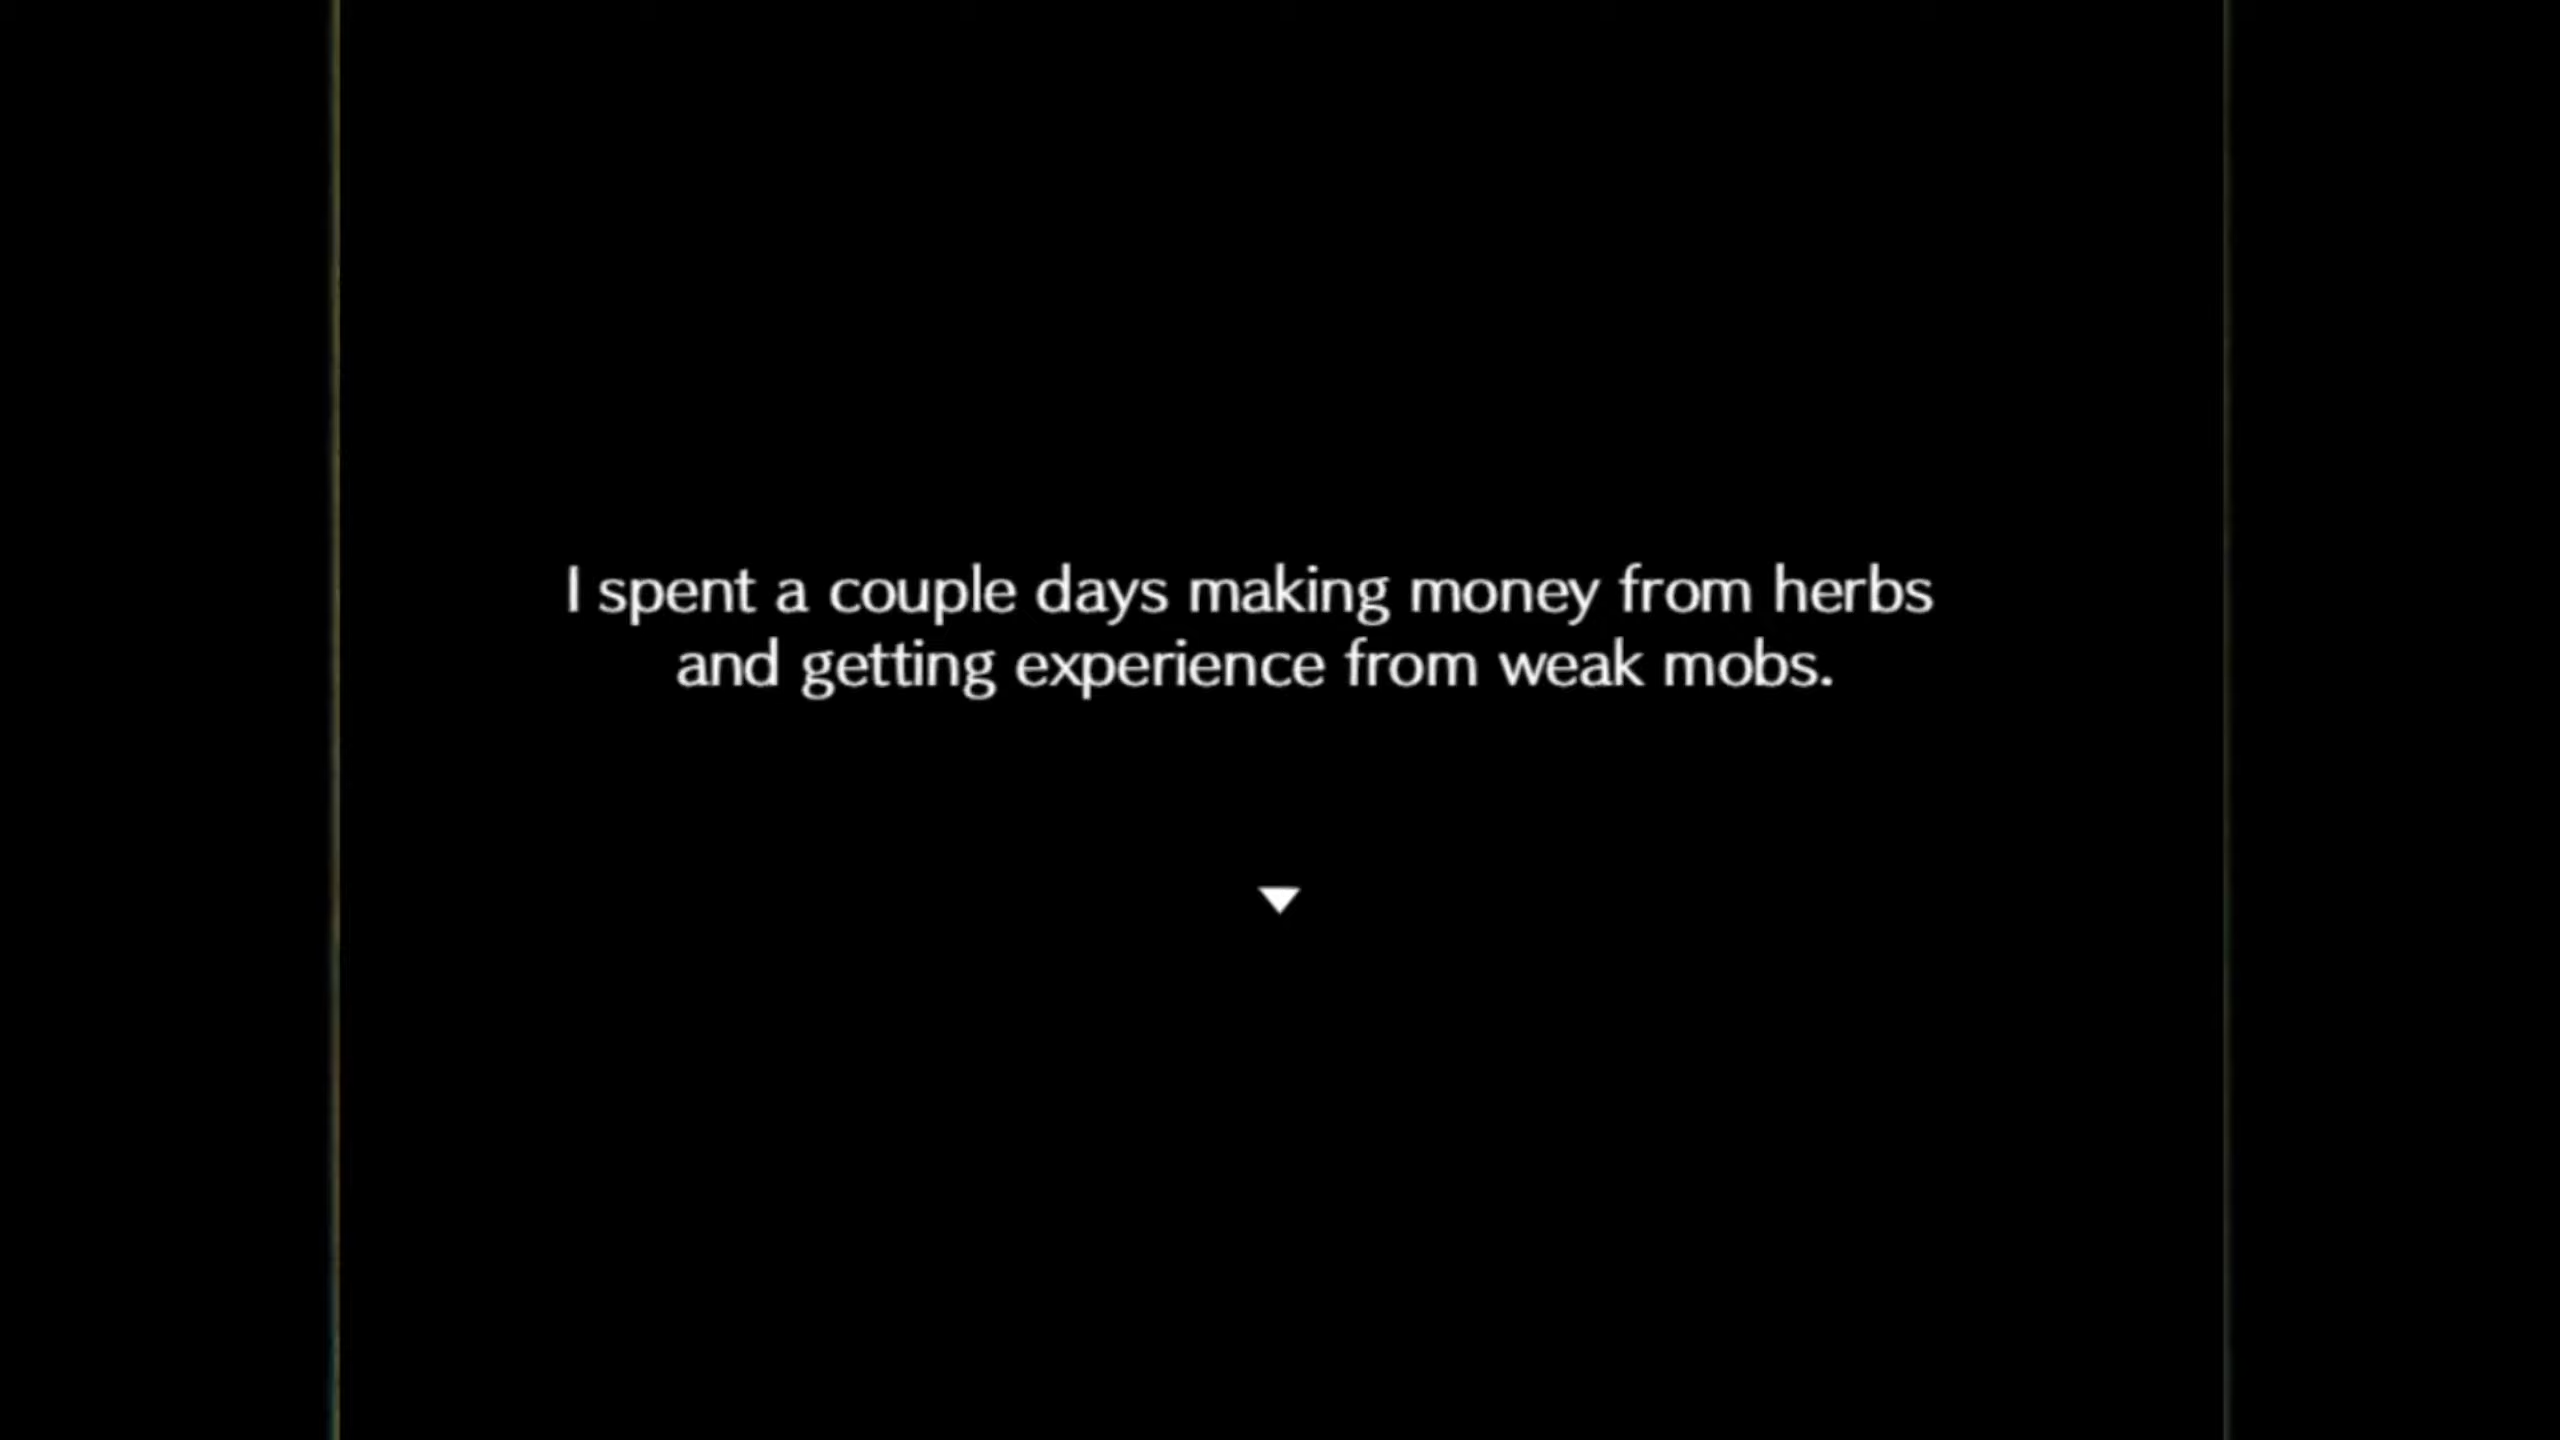 I spent a couple days making money from herbs
and getting experience from weak mobs.